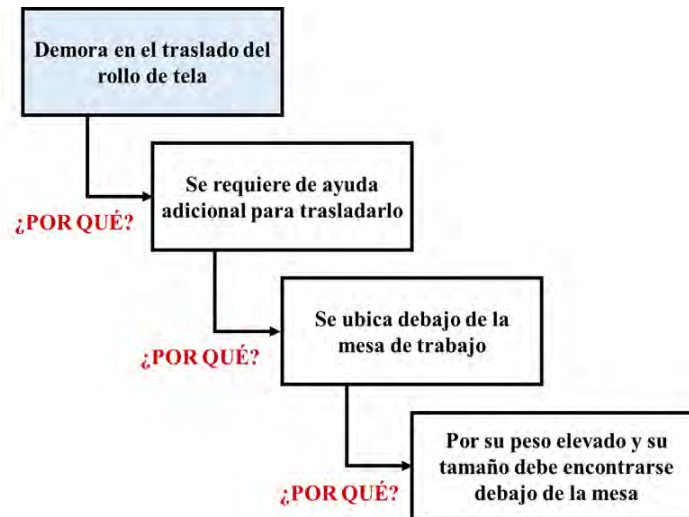 Demora en el traslado del
rollo de tela
Se requiere de ayuda
adicional para trasladarlo
¿POR QUÉ?
Se ubica debajo de la
mesa de trabajo
¿POR QUÉ?
Por su peso elevado y su
tamaño debe encontrarse
debajo de la mesa
¿POR QUÉ?